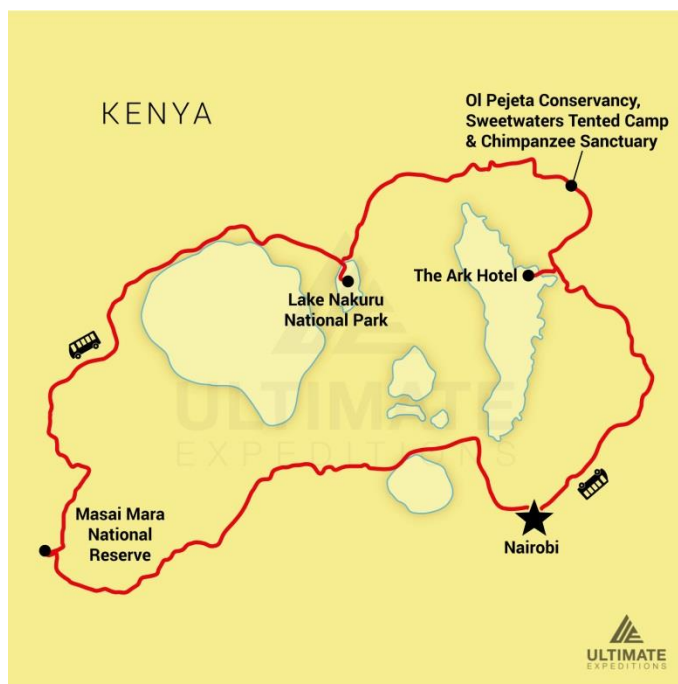 KENYA
Ol Pejeta Conservancy,
Sweetwaters Tented Camp
& Chimpanzee Sanctuary
The Ark Hotel
Lake Nakuru
National Park
ULTIMATE
EXPEDITIONS
Masai Mara
National
Reserve
Nairobi
ULTIMATE
EXPEDITIONS